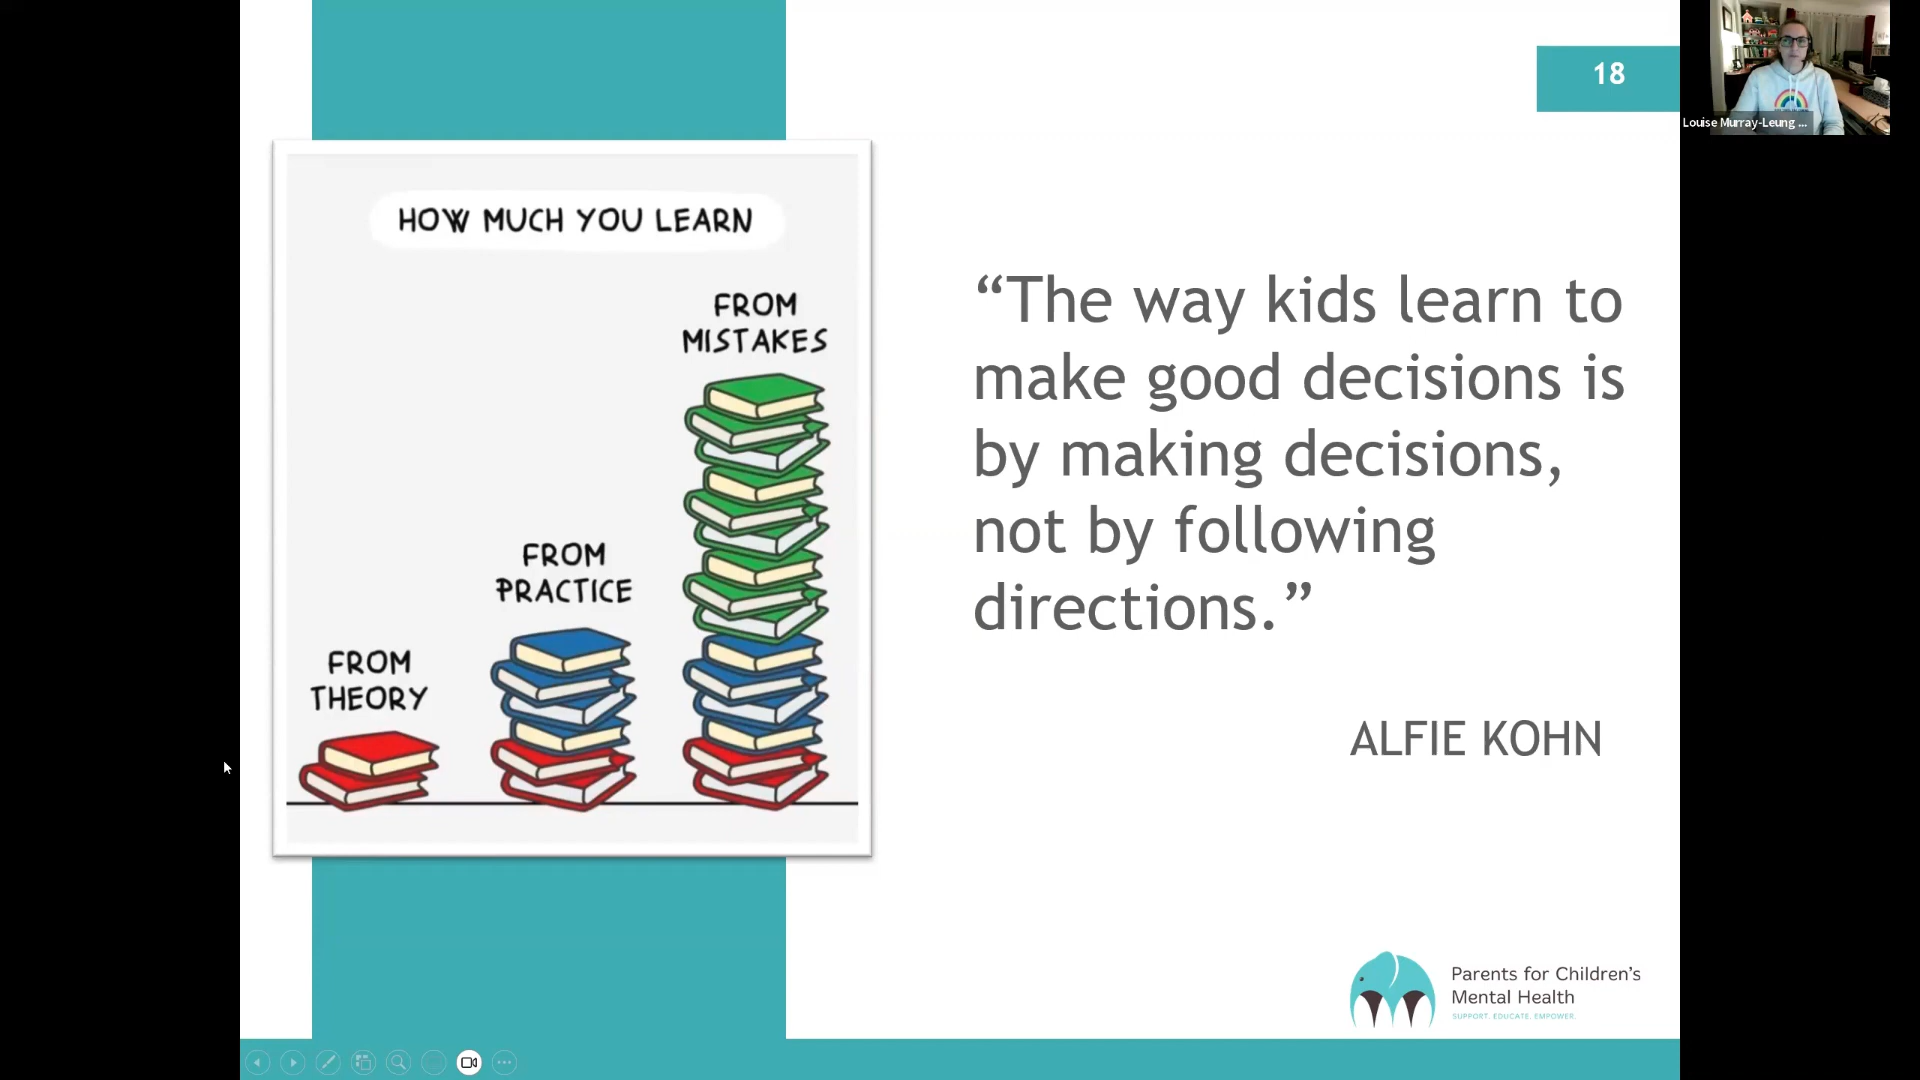 18
Louise Murray-Leung ...
HOW MUCH YOU LEARN
FROM
MISTAKES
FROM
PRACTICE
FROM
THEORY
“The way kids learn to
make good decisions is
by making decisions,
not by following
directions.”
ALFIE KOHN
Parents for Children’s
Mental Health
SUPPORT. EDUCATE. EMPOWER.